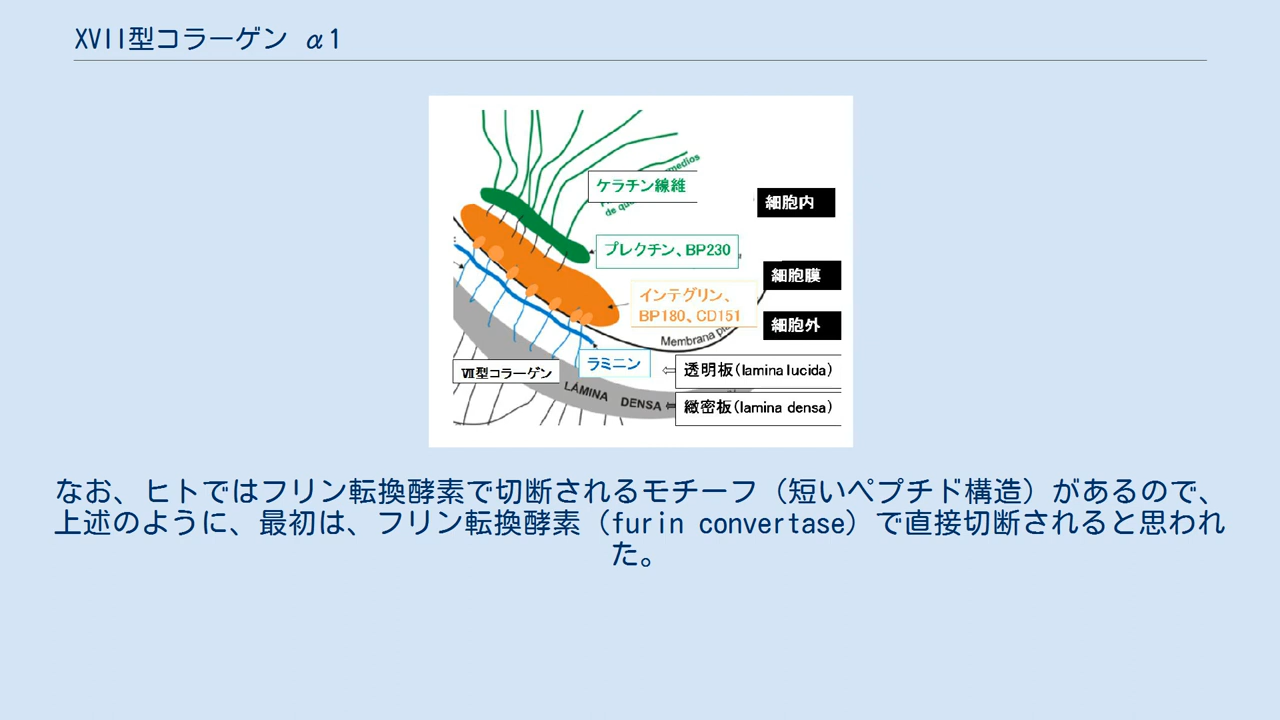 XVII型コラーゲン α1
ケラチン線維
de
細胞内
プレクチン、BP230
細胞膜
インテグリン、
BP180、CD151
細胞外
Membrana
ラミニン
透明板(lamina lucida)
Ⅶ型コラーゲン
LÁMINA DENSA
緻密板(lamina densa)
なお、ヒトではフリン転換酵素で切断されるモチーフ（短いペプチド構造）があるので、
上述のように、最初は、フリン転換酵素（furin convertase）で直接切断されると思われ
た。